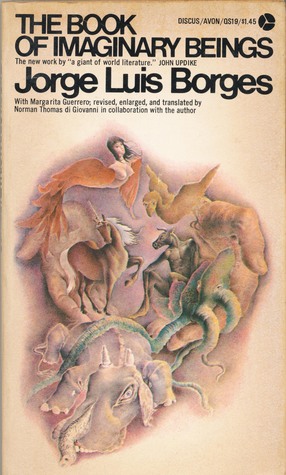 THE BOOK
OF IMAGINARY BEINGS
DISCUS/AVON/QS19/$1.45
The new work by "a giant of world literature." JOHN UPDIKE
Jorge Luis Borges
With Margarita Guerrero; revised, enlarged, and translated by
Norman Thomas di Giovanni in collaboration with the author